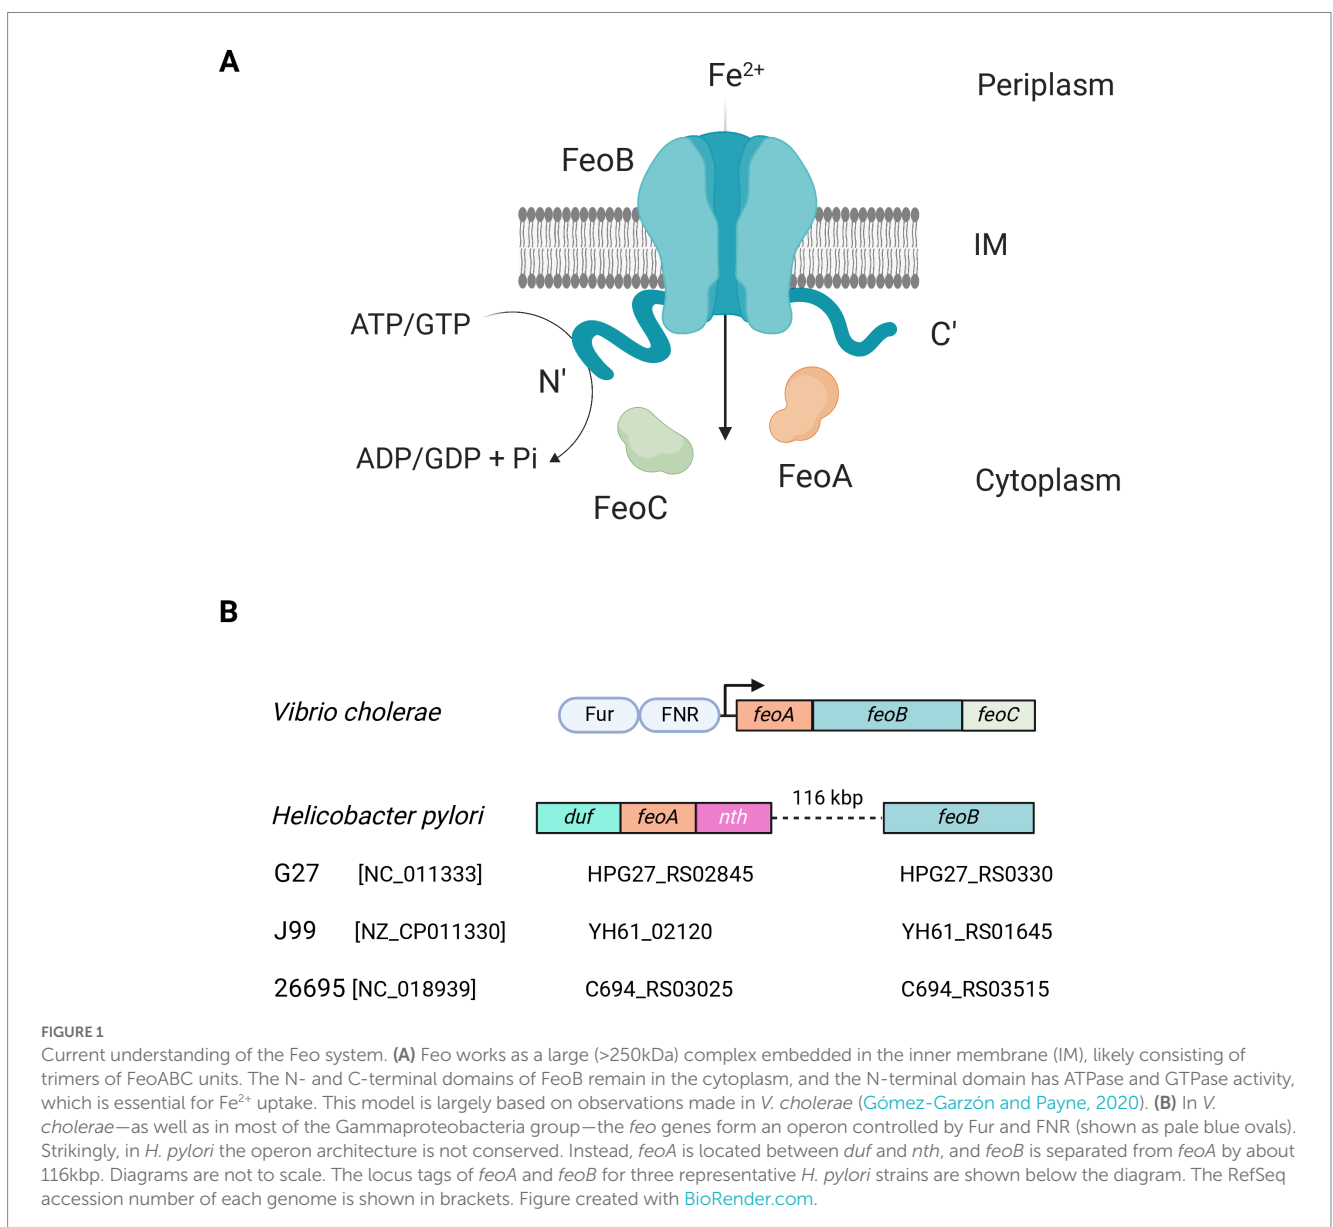 A
Fe²⁺
Periplasm
FeoB
IM
ATP/GTP
C'
N'
ADP/GDP + Pi
FeoA
Cytoplasm
FeoC
B
Vibrio cholerae Fur FNR feoA feoB feoC
116 kbp
Helicobacter pylori duf feoA nth feoB
G27 [NC_011333] HPG27_RS02845 HPG27_RS0330
J99 [NZ_CP011330] YH61_02120 YH61_RS01645
26695 [NC_018939] C694_RS03025 C694_RS03515
FIGURE 1
Current understanding of the Feo system. (A) Feo works as a large (>250kDa) complex embedded in the inner membrane (IM), likely consisting of
trimers of FeoABC units. The N- and C-terminal domains of FeoB remain in the cytoplasm, and the N-terminal domain has ATPase and GTPase activity,
which is essential for Fe²⁺ uptake. This model is largely based on observations made in V. cholerae (Gómez-Garzón and Payne, 2020). (B) In V.
cholerae—as well as in most of the Gammaproteobacteria group—the feo genes form an operon controlled by Fur and FNR (shown as pale blue ovals).
Strikingly, in H. pylori the operon architecture is not conserved. Instead, feoA is located between duf and nth, and feoB is separated from feoA by about
116kbp. Diagrams are not to scale. The locus tags of feoA and feoB for three representative H. pylori strains are shown below the diagram. The RefSeq
accession number of each genome is shown in brackets. Figure created with BioRender.com.